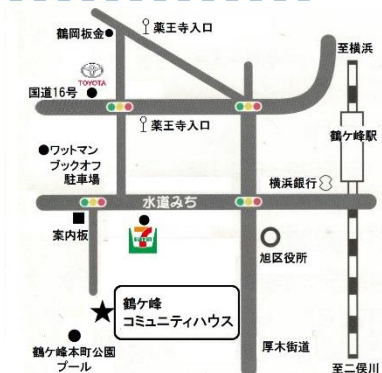 鶴岡板金
薬王寺入口
至横浜
TOYOTA
国道16号
薬王寺入口
鶴ケ峰駅
ワットマン
ブックオフ
駐車場
横浜銀行
水道みち
案内板
7
ELEVEN
旭区役所
鶴ケ峰
コミュニティハウス
鶴ケ峰本町公園
プール
厚木街道
至二俣川